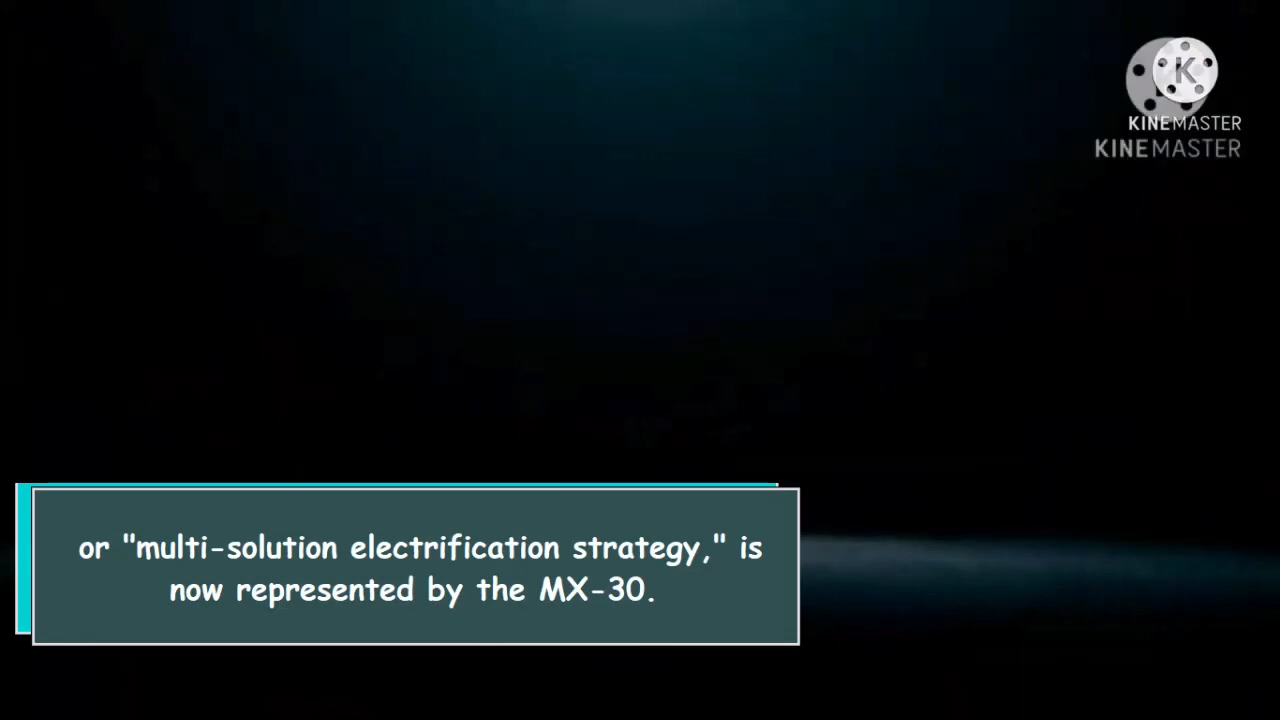 K
KINEMASTER
KINEMASTER
or "multi-solution electrification strategy," is
now represented by the MX-30.